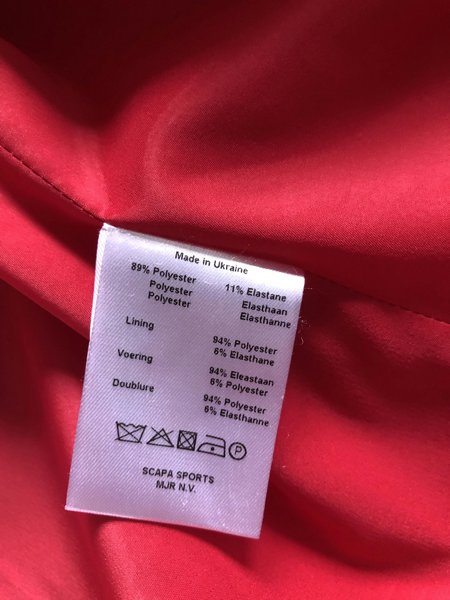 Made in Ukraine
89% Polyester 11% Elastane
Polyester Elasthaan
Polyester Elasthanne
Lining 94% Polyester
6% Elasthane
Voering 94% Eleastaan
6% Polyester
Doublure 94% Polyester
6% Elasthanne
P
SCAPA SPORTS
MJR N.V.